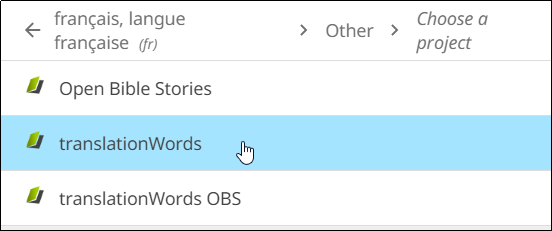 français, langue
française (fr)
Other
Choose a
project
Open Bible Stories
translationWords
translationWords OBS